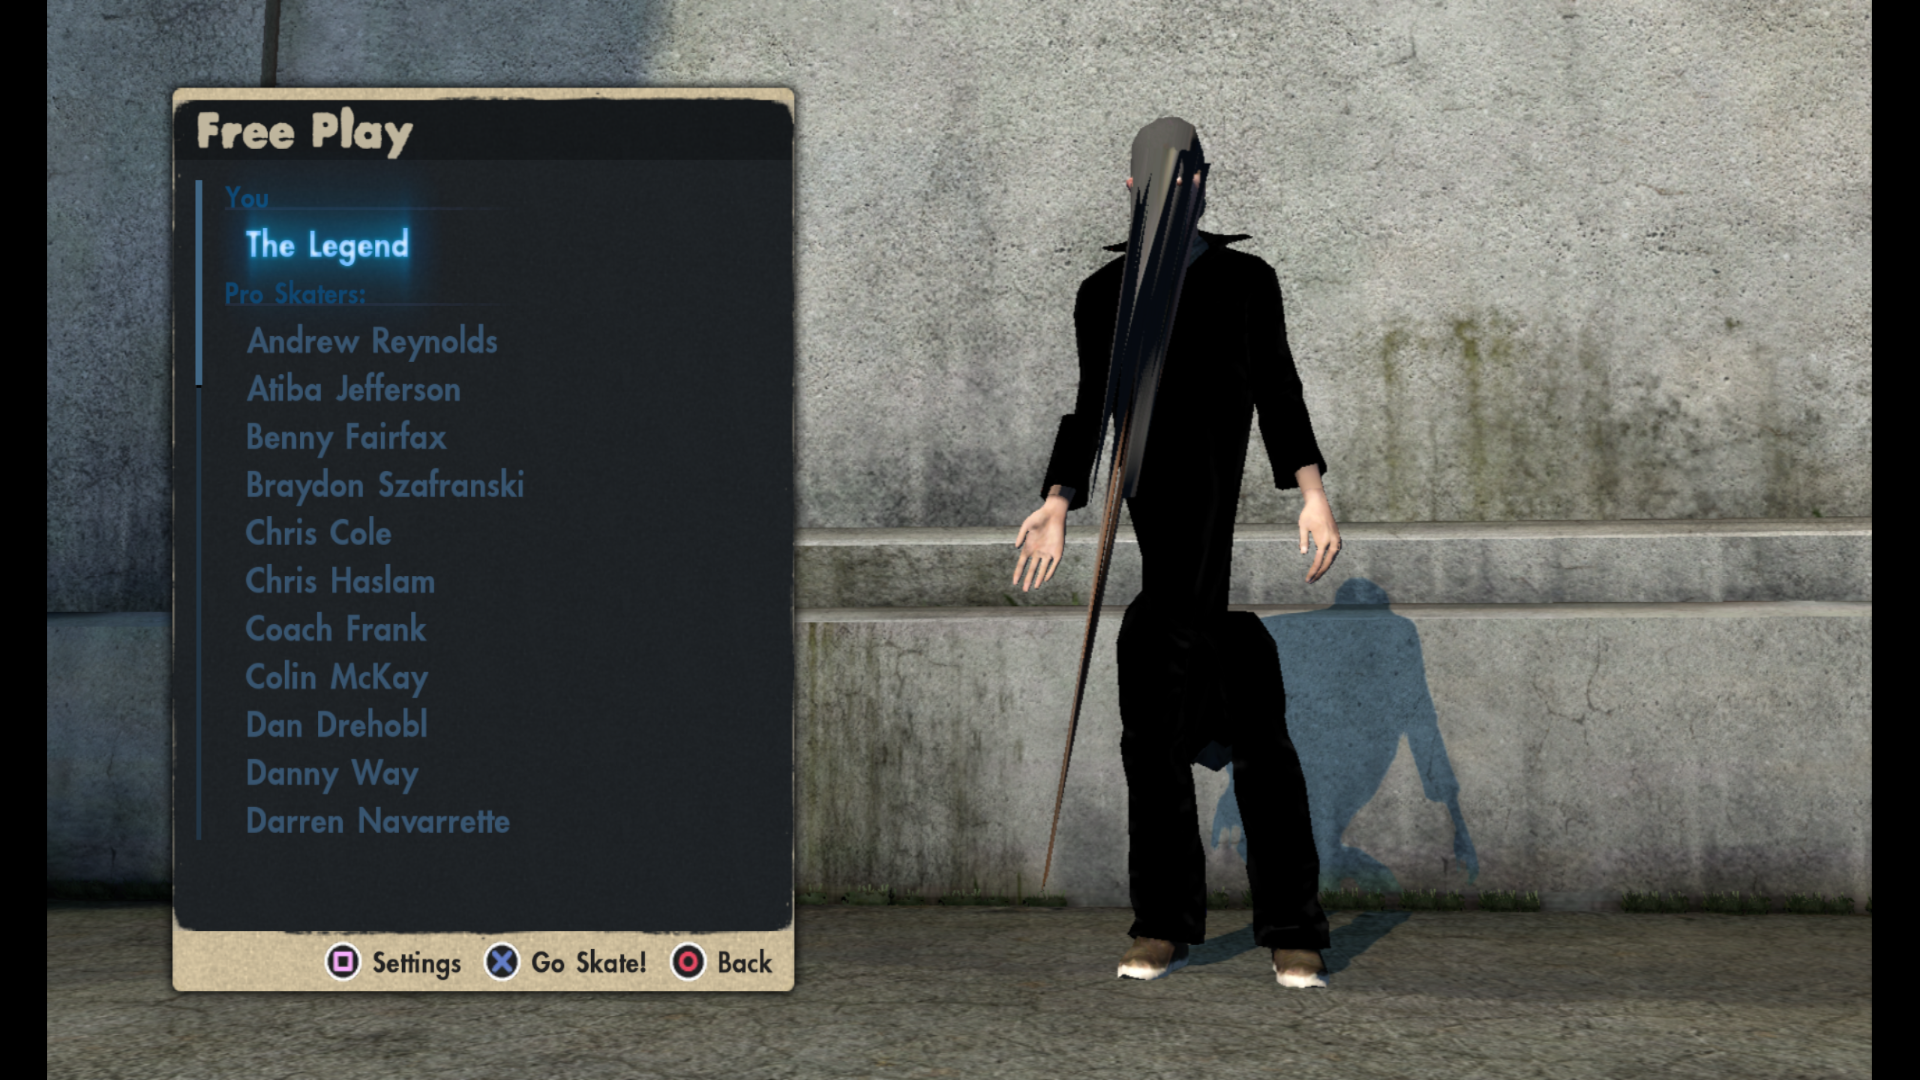 Free Play
You
The Legend
Pro Skaters:
Andrew Reynolds
Atiba Jefferson
Benny Fairfax
Braydon Szafranski
Chris Cole
Chris Haslam
Coach Frank
Colin McKay
Dan Drehobl
Danny Way
Darren Navarrette
Settings Go Skate! Back